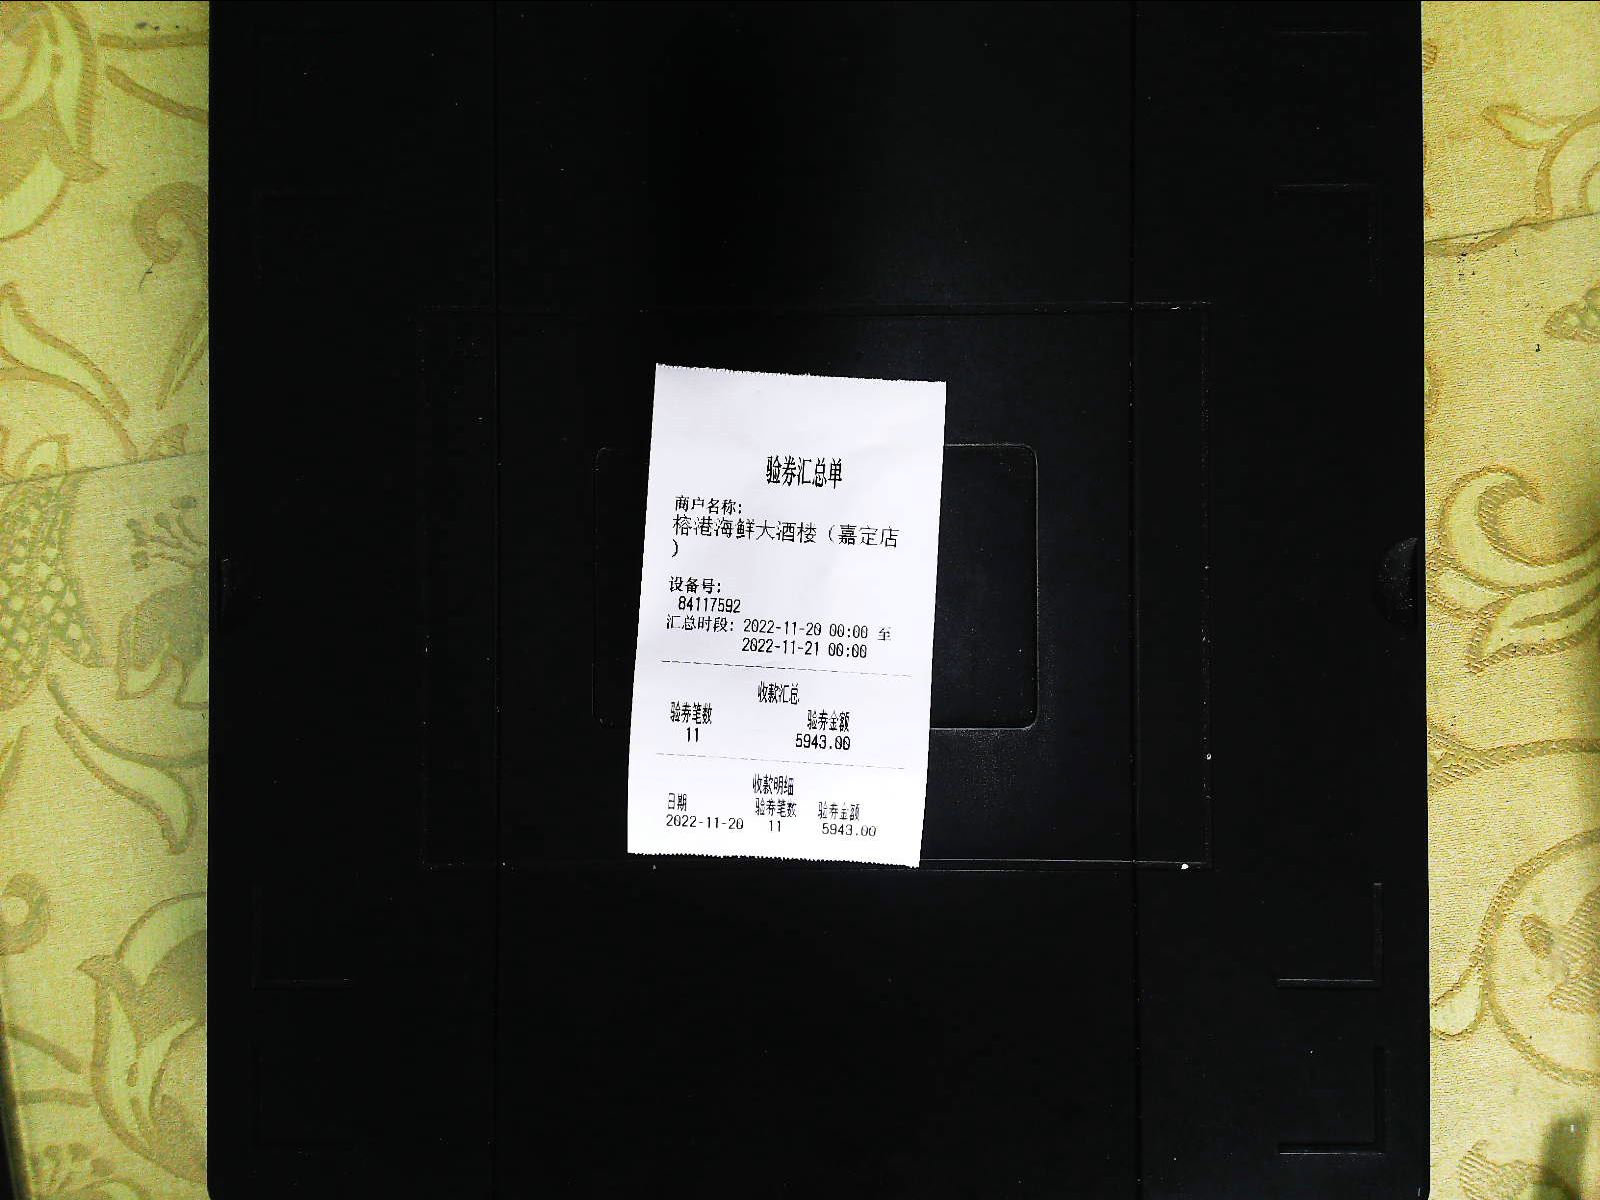 验券汇总单
商户名称:
榕港海鲜大酒楼（嘉定店
）
设备号:
84117592
汇总时段: 2022-11-20 00:00 至
2022-11-21 00:00
收款汇总
验券笔数 验券金额
11 5943.00
收款明细
日期 验券笔数 验券金额
2022-11-20 11 5943.00